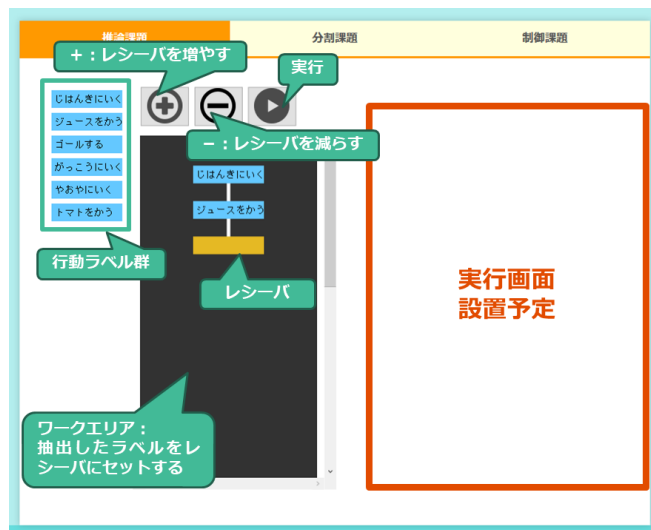 推論課題
分割課題
制御課題
+：レシーバを増やす
実行
じはんきにいく
ジュースをかう
ゴールする
がっこうにいく
やおやにいく
トマトをかう
−：レシーバを減らす
じはんきにいく
ジュースをかう
行動ラベル群
レシーバ
実行画面
設置予定
ワークエリア：
抽出したラベルをレ
シーバにセットする